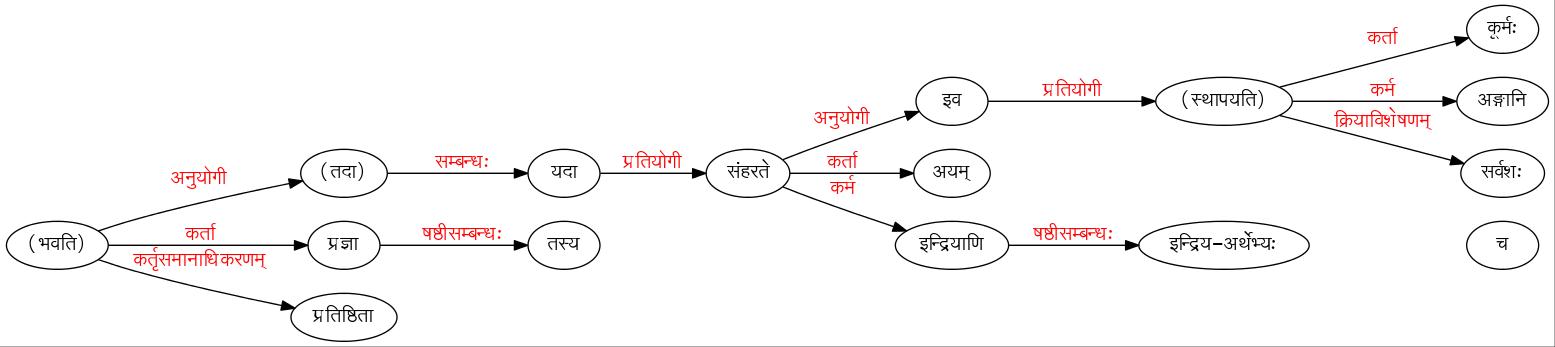 कूर्मः
कर्ता
इव प्रतियोगी (स्थापयति) कर्म अङ्गानि
अनुयोगी क्रियाविशेषणम्
अनुयोगी (तदा) सम्बन्धः यदा प्रतियोगी संहरते कर्ता अयम् सर्वशः
कर्म
(भवति) कर्ता प्रज्ञा षष्ठीसम्बन्धः तस्य इन्द्रियाणि षष्ठीसम्बन्धः इन्द्रिय-अर्थेभ्यः च
कर्तृसमानाधिकरणम्
प्रतिष्ठिता